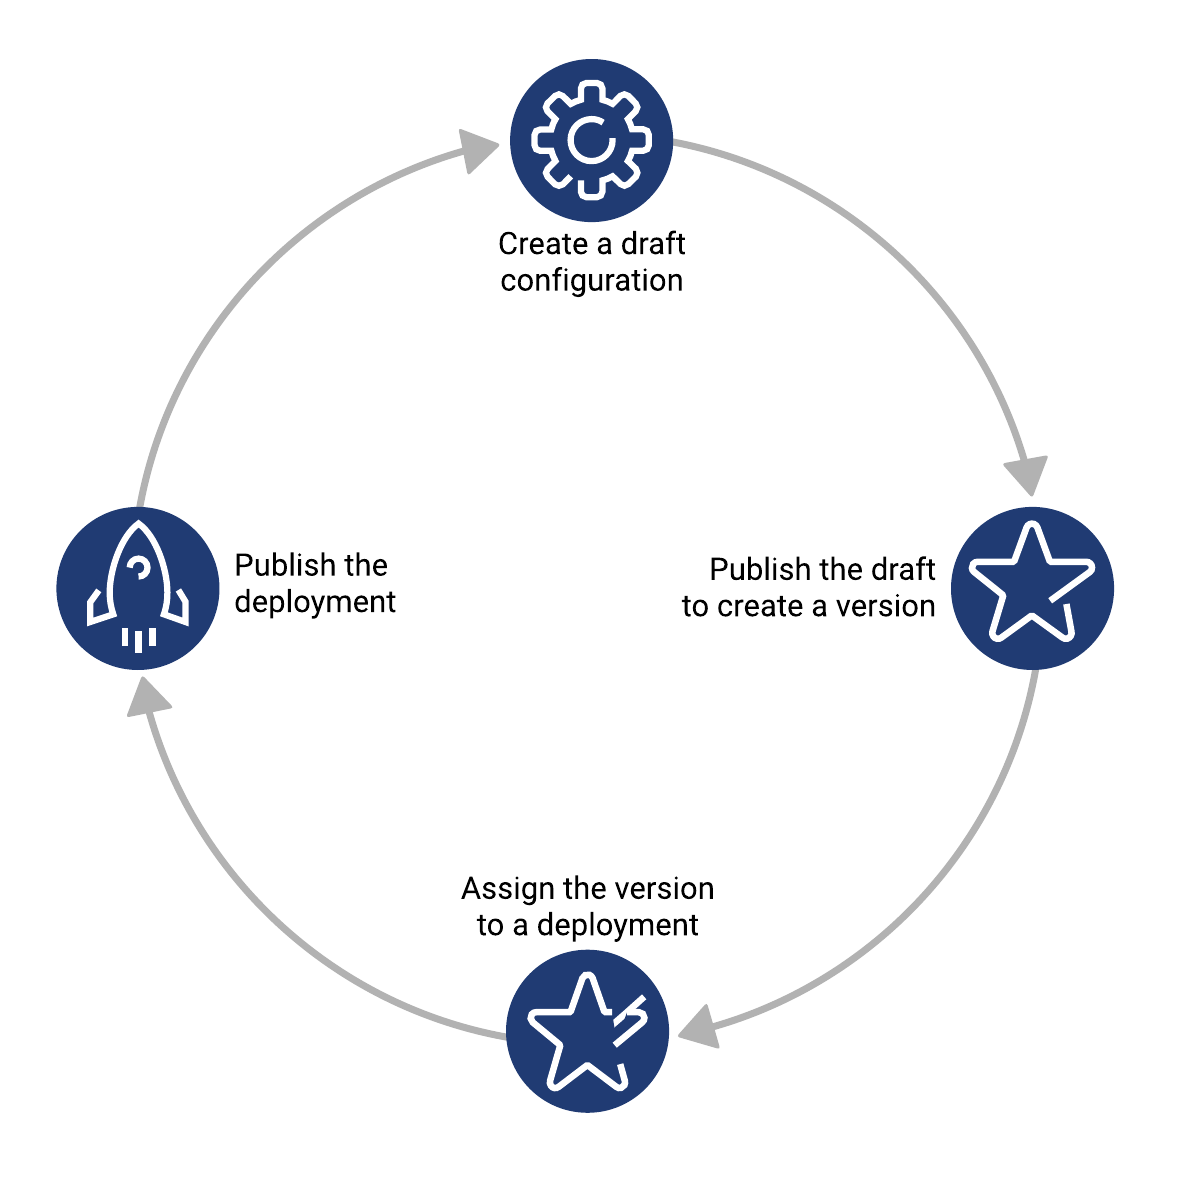 Create a draft
configuration
Publish the
deployment
Publish the draft
to create a version
Assign the version
to a deployment